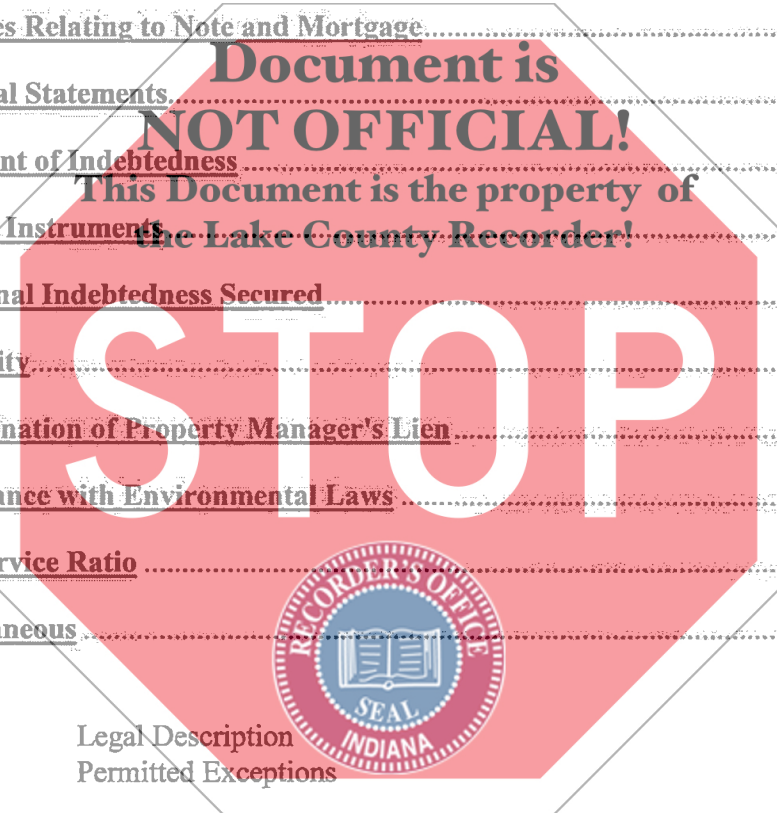 es Relating to Note and Mortgage
Document is
al Statements
NOT OFFICIAL!
nt of Indebtedness
This Document is the property of
Instruments
the Lake County Recorder!
nal Indebtedness Secured
STOP
ity
nation of Property Manager's Lien
ance with Environmental Laws
rvice Ratio
aneous
RECORDER'S OFFICE
SEAL
INDIANA
Legal Description
Permitted Exceptions